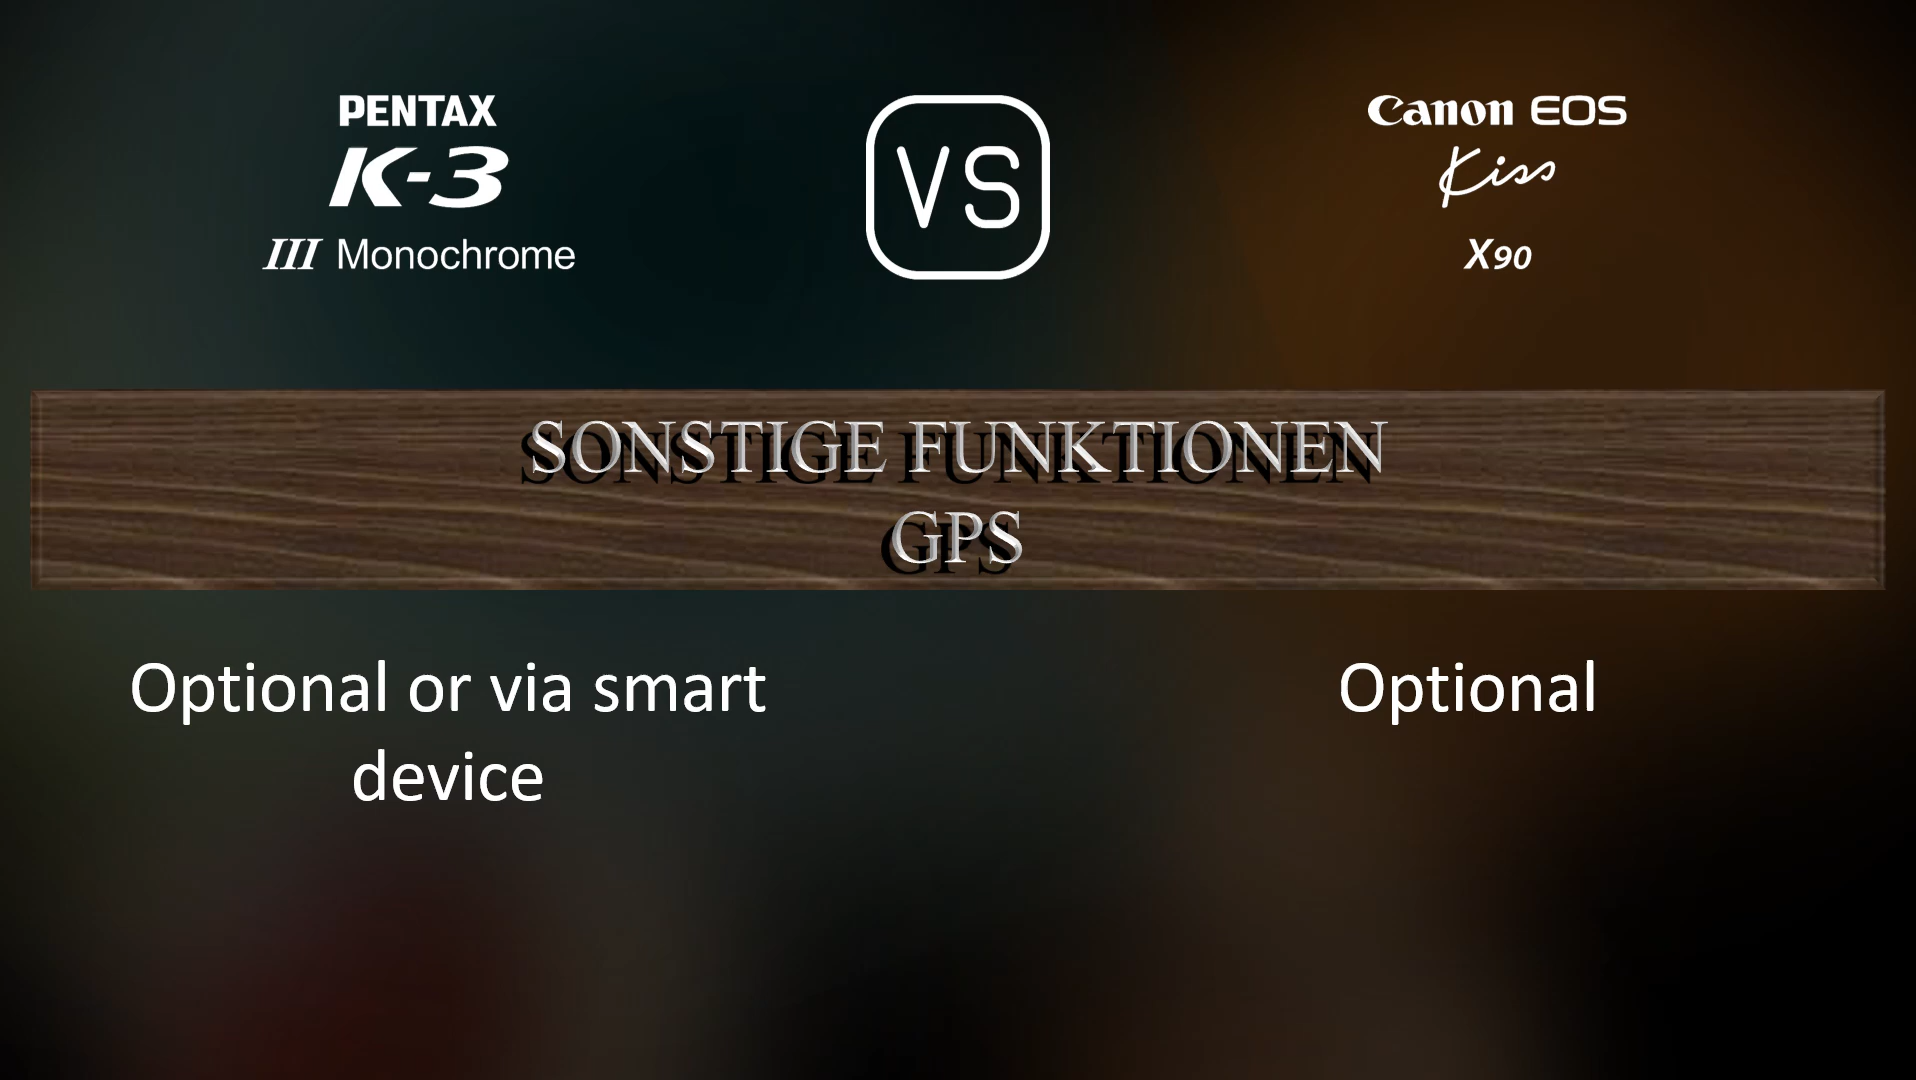 PENTAX
K-3
III Monochrome
VS
Canon EOS
Kiss
X90
SONSTIGE FUNKTIONEN
GPS
Optional or via smart
device
Optional